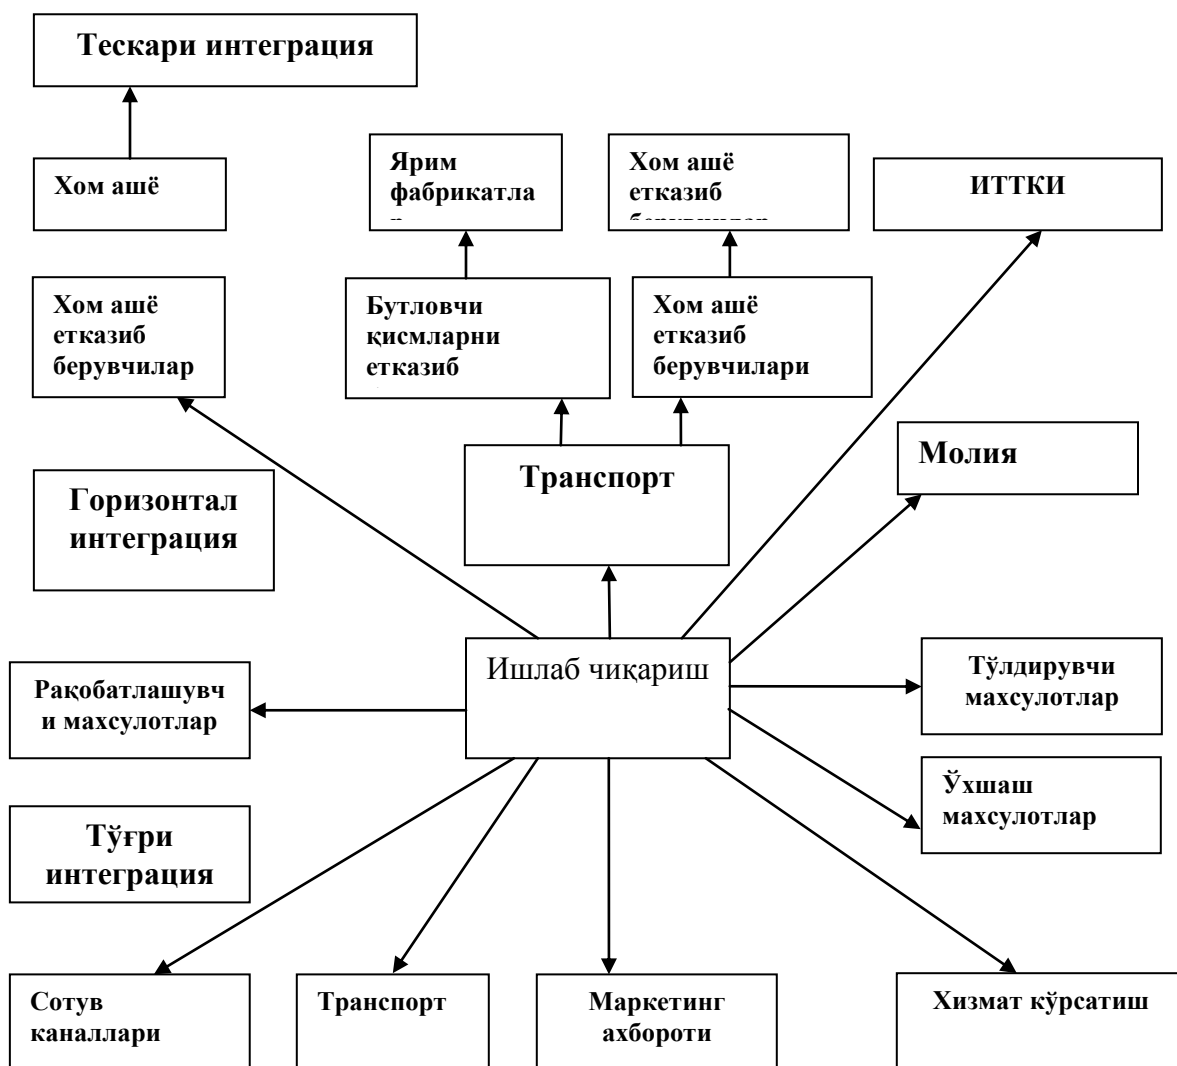 Тескари интеграция
Хом ашё
Ярим
фабрикатла
Хом ашё
етказиб
ИТТКИ
Хом ашё
етказиб
берувчилар
Бутловчи
қисмларни
етказиб
Хом ашё
етказиб
берувчилари
Транспорт
Молия
Горизонтал
интеграция
Ишлаб чиқариш
Рақобатлашувч
и махсулотлар
Тўлдирувчи
махсулотлар
Ўхшаш
махсулотлар
Тўғри
интеграция
Сотув
каналлари
Транспорт
Маркетинг
ахбороти
Хизмат кўрсатиш